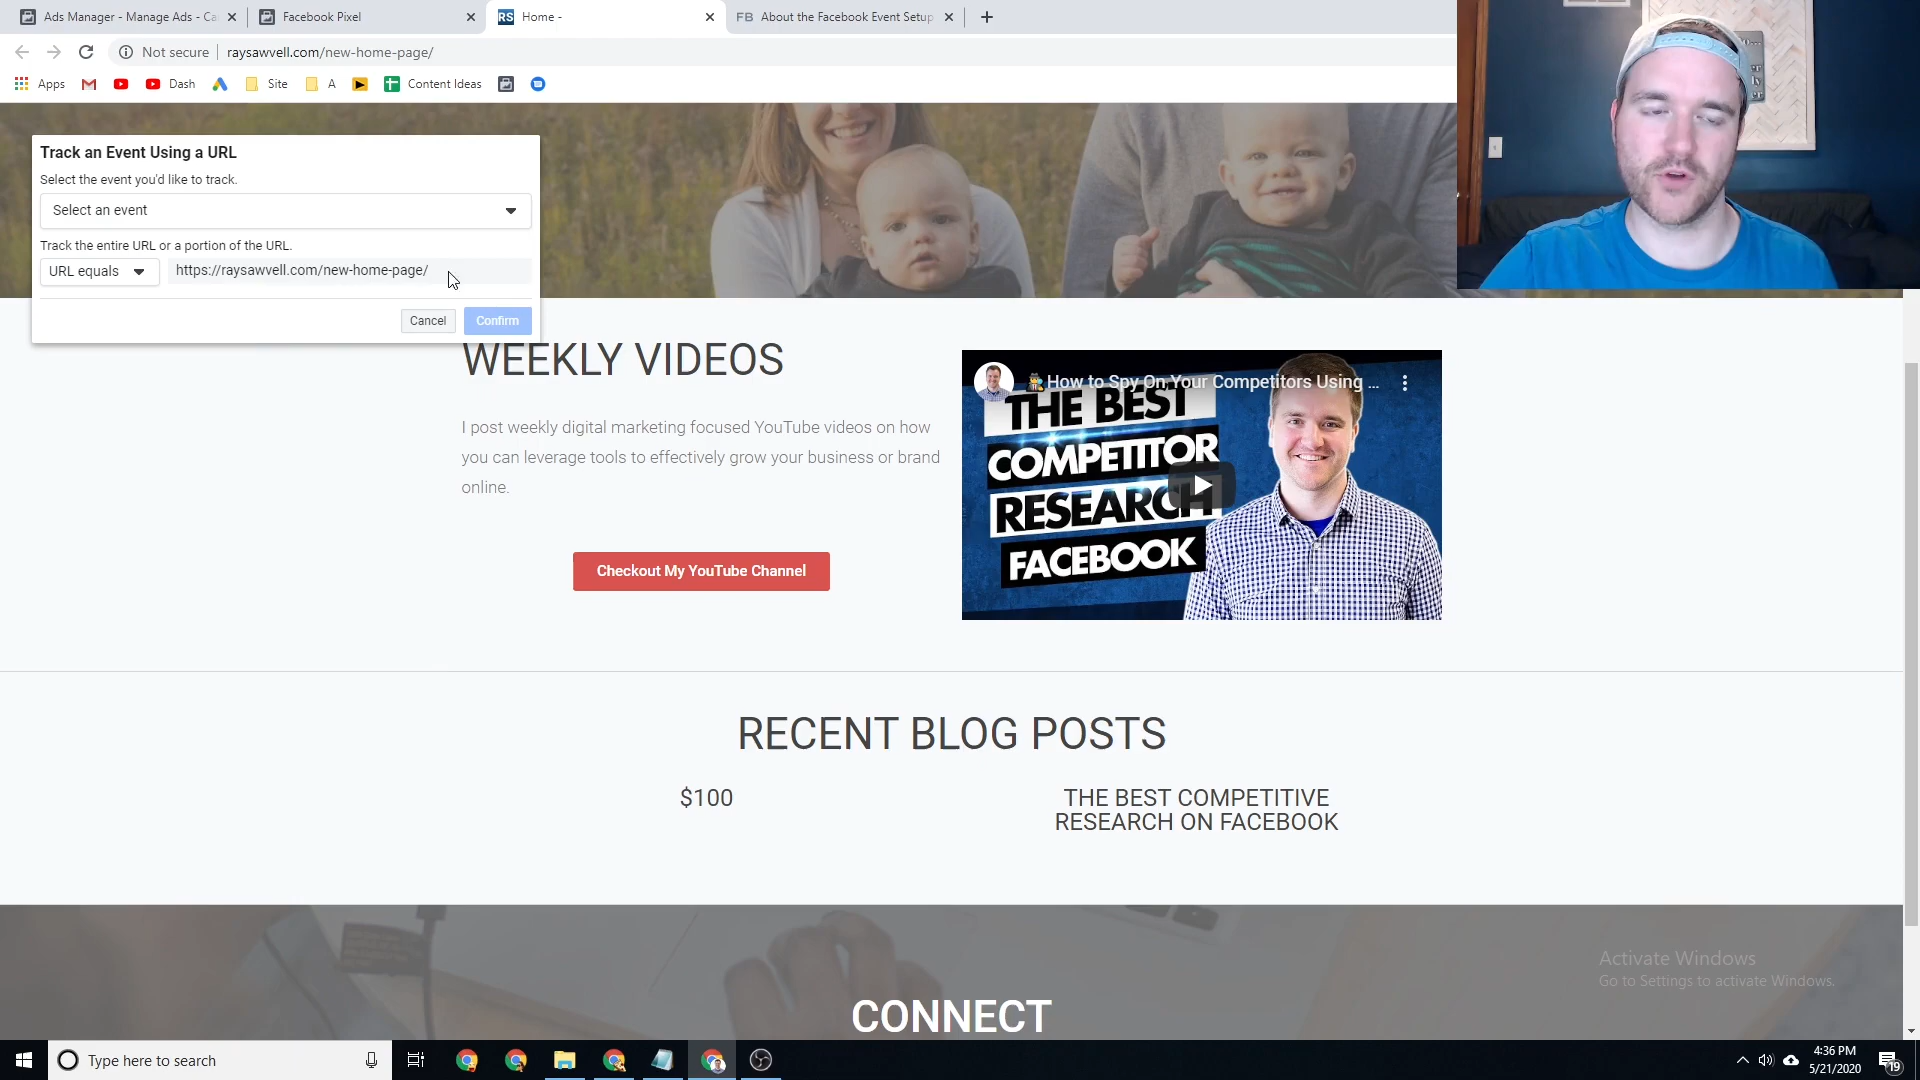 Ads Manager - Manage Ads - Ca
Facebook Pixel
RS Home -
FB About the Facebook Event Setup
Not secure raysawvell.com/new-home-page/
Apps
Dash
Site
A
Content Ideas
Track an Event Using a URL
Select the event you'd like to track.
Select an event
Track the entire URL or a portion of the URL.
URL equals https://raysawvell.com/new-home-page/
Cancel Confirm
WEEKLY VIDEOS
I post weekly digital marketing focused YouTube videos on how
you can leverage tools to effectively grow your business or brand
online.
Checkout My YouTube Channel
How to Spy On Your Competitors Using ...
THE BEST
COMPETITOR
RESEARCH
FACEBOOK
RECENT BLOG POSTS
$100
THE BEST COMPETITIVE
RESEARCH ON FACEBOOK
CONNECT
Activate Windows
Go to Settings to activate Windows.
Type here to search
4:36 PM
5/21/2020
19